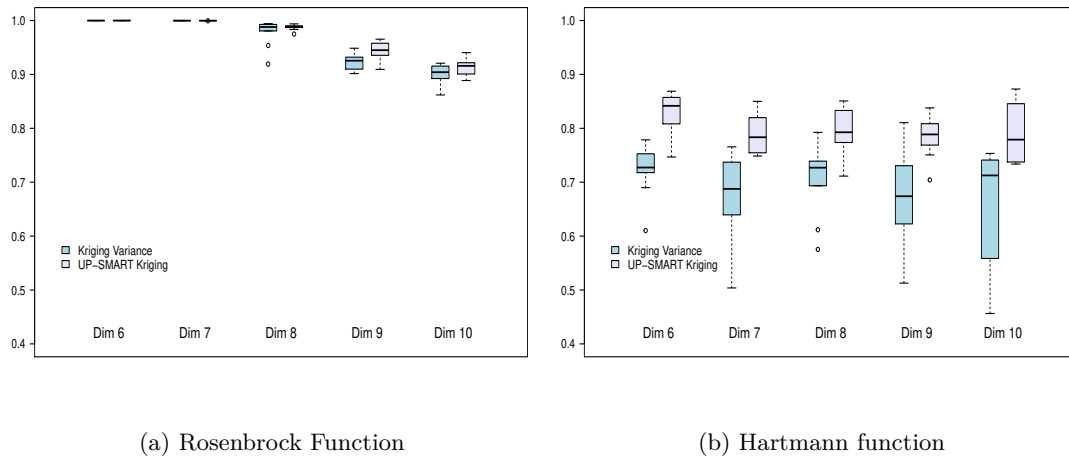 1.0
0.9
0.8
0.7
0.6
0.5
0.4
Kriging Variance
UP−SMART Kriging
Dim 6 Dim 7 Dim 8 Dim 9 Dim 10
(a) Rosenbrock Function
1.0
0.9
0.8
0.7
0.6
0.5
0.4
Kriging Variance
UP−SMART Kriging
Dim 6 Dim 7 Dim 8 Dim 9 Dim 10
(b) Hartmann function